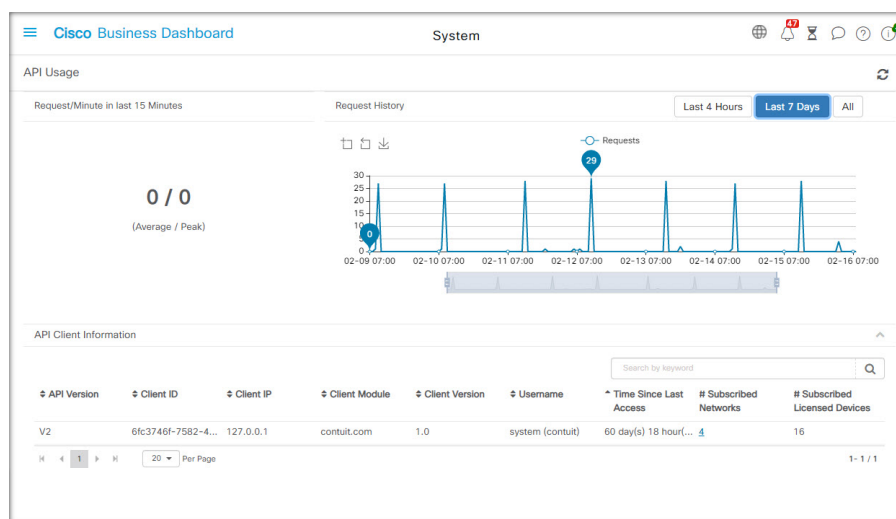 Cisco Business Dashboard
System
47
API Usage
Request/Minute in last 15 Minutes
Request History
Last 4 Hours
Last 7 Days
All
Requests
29
30
25
20
15
10
0
0
0 / 0
(Average / Peak)
02-09 07:00 02-10 07:00 02-11 07:00 02-12 07:00 02-13 07:00 02-14 07:00 02-15 07:00 02-16 07:00
API Client Information
Search by keyword
API Version Client ID Client IP Client Module Client Version Username Time Since Last Access # Subscribed Networks # Subscribed Licensed Devices
V2 6fc3746f-7582-4... 127.0.0.1 contuit.com 1.0 system (contuit) 60 day(s) 18 hour(... 4 16
1 20 Per Page 1- 1 / 1